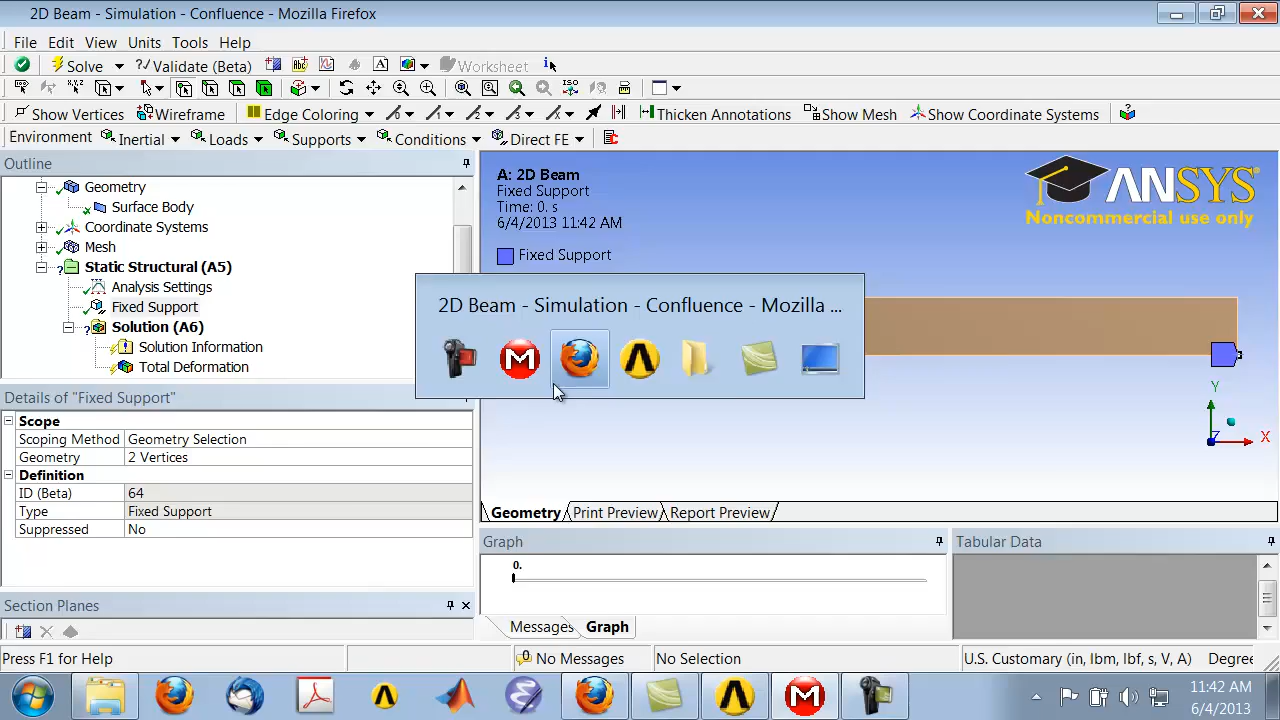 2D Beam - Simulation - Confluence - Mozilla Firefox
File Edit View Units Tools Help
Solve Validate (Beta) A Worksheet
Show Vertices Wireframe Edge Coloring Thicken Annotations Show Mesh Show Coordinate Systems
Environment Inertial Loads Supports Conditions Direct FE
Outline
Geometry
Surface Body
Coordinate Systems
Mesh
Static Structural (A5)
Analysis Settings
Fixed Support
Solution (A6)
Solution Information
Total Deformation
Details of "Fixed Support"
Scope
Scoping Method Geometry Selection
Geometry 2 Vertices
Definition
ID (Beta) 64
Type Fixed Support
Suppressed No
Section Planes
A: 2D Beam
Fixed Support
Time: 0. s
6/4/2013 11:42 AM
Fixed Support
ANSYS
Noncommercial use only
2D Beam - Simulation - Confluence - Mozilla ...
Y
Z
X
Geometry Print Preview Report Preview
Graph
0.
Messages Graph
Tabular Data
Press F1 for Help 0 No Messages No Selection U.S. Customary (in, lbm, lbf, s, V, A) Degree
11:42 AM
6/4/2013